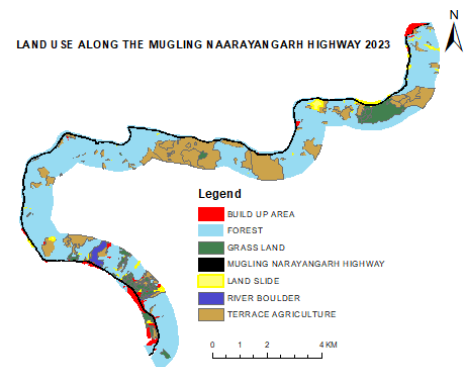 N
LAND USE ALONG THE MUGLING NAARAYANGARH HIGHWAY 2023
Legend
BUILD UP AREA
FOREST
GRASS LAND
MUGLING NARAYANGARH HIGHWAY
LAND SLIDE
RIVER BOULDER
TERRACE AGRICULTURE
0 2 4 KM